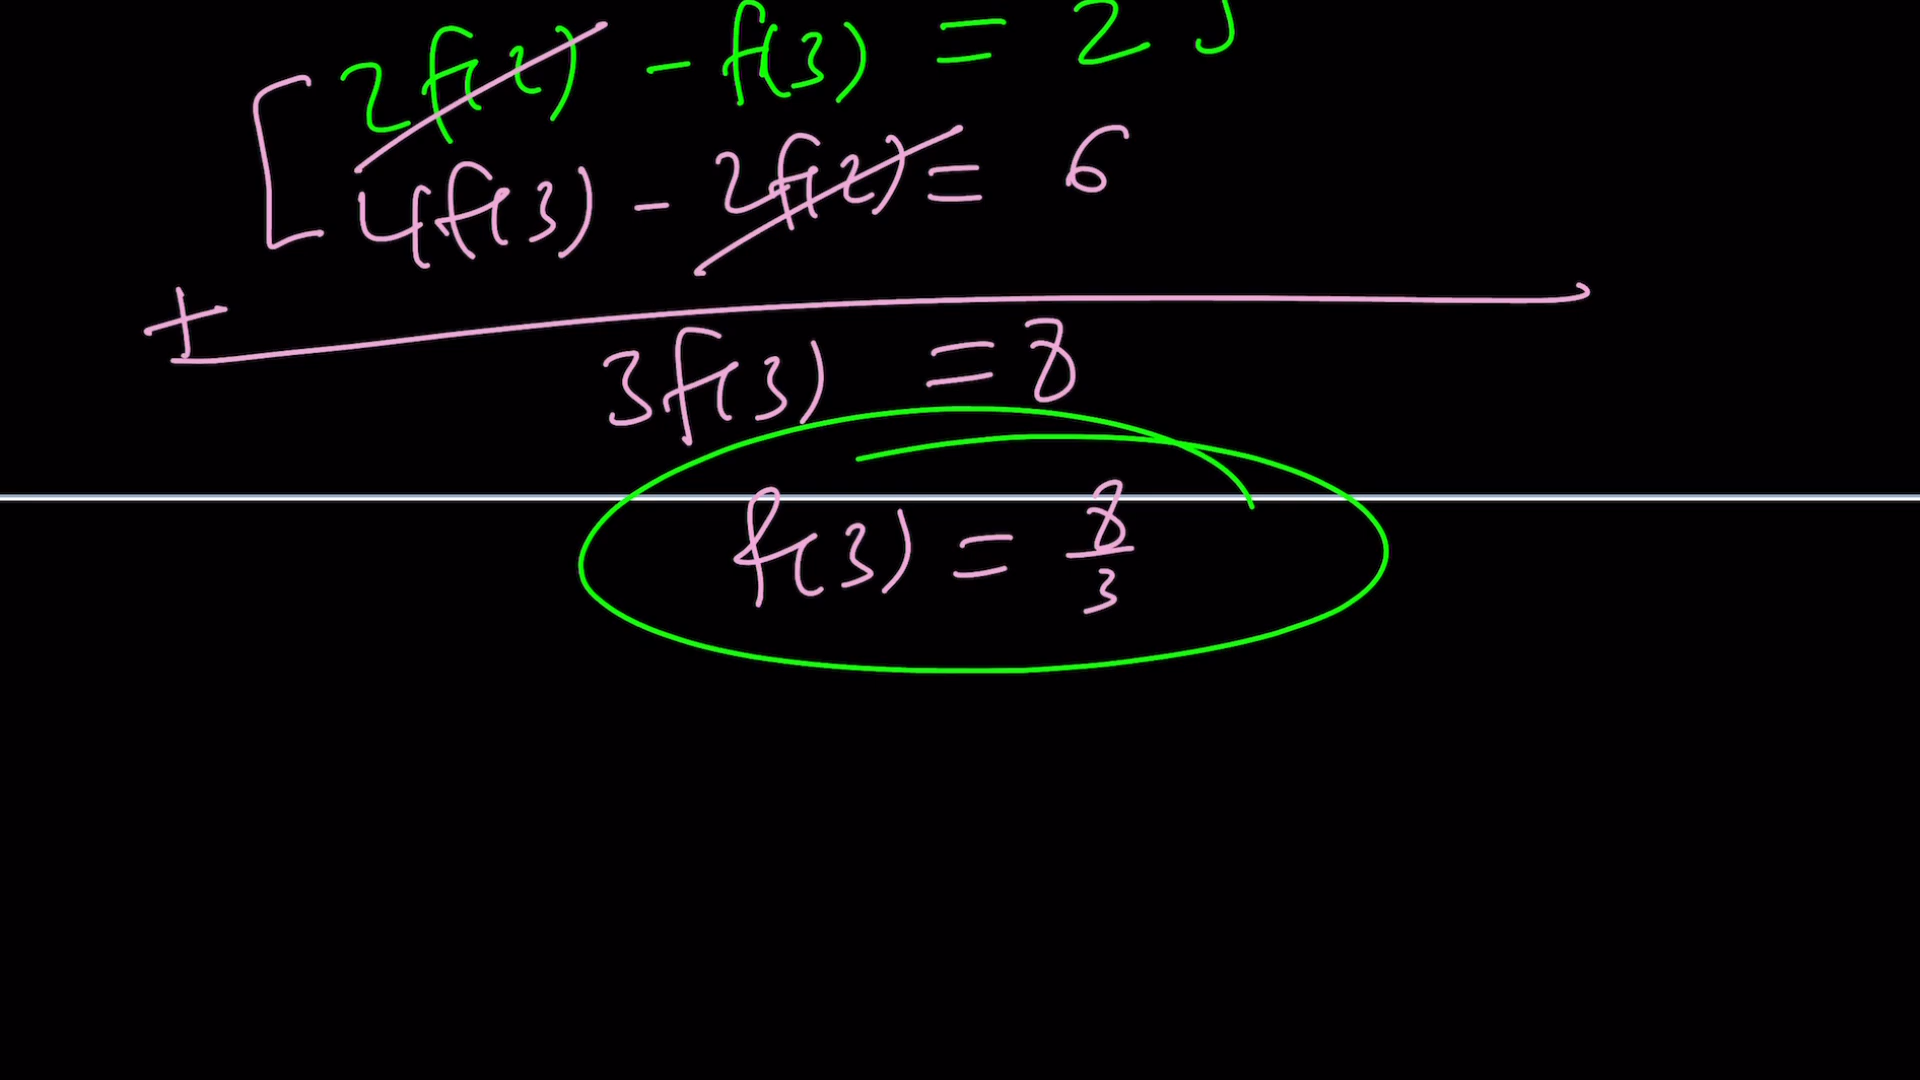 2f(2) - f(3) = 2
4f(3) - 2f(2) = 6
+
3f(3) = 8
f(3) = 8/3